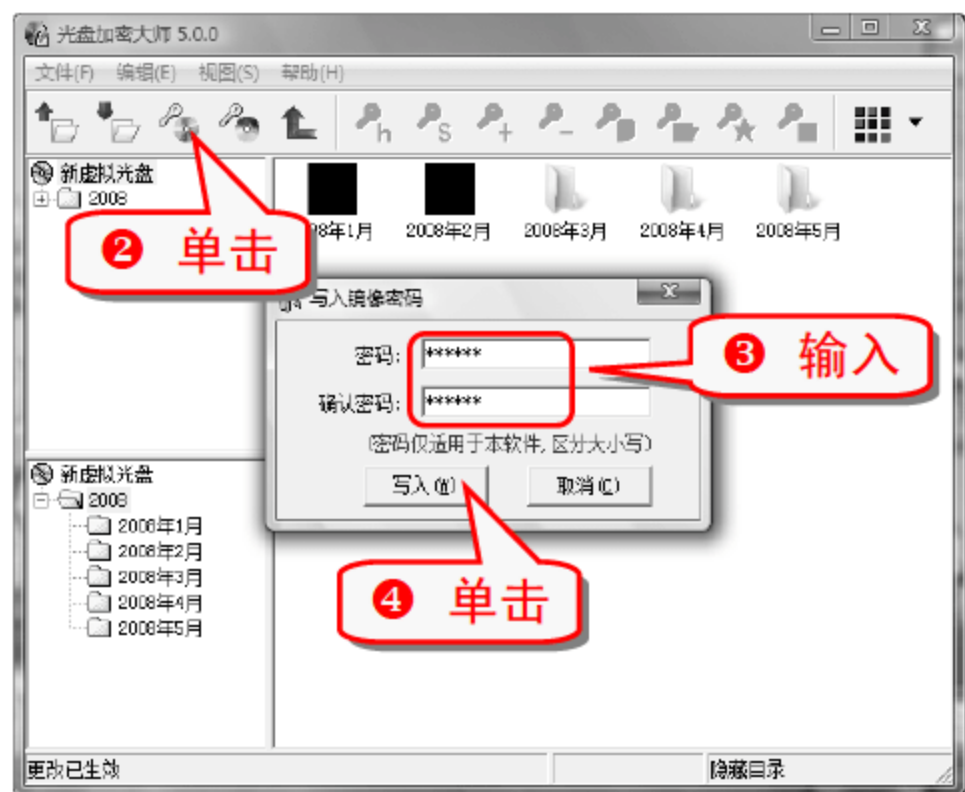 光盘加密大师 5.0.0
文件(F) 编辑(E) 视图(S) 帮助(H)
新虚拟光盘
2008
❷ 单击
8年1月 2008年2月 2008年3月 2008年4月 2008年5月
写入镜像密码
密码: ******
确认密码: ******
(密码仅适用于本软件,区分大小写)
写入(W) 取消(C)
❸ 输入
❹ 单击
新虚拟光盘
2008
2008年1月
2008年2月
2008年3月
2008年4月
2008年5月
更改已生效 隐藏目录